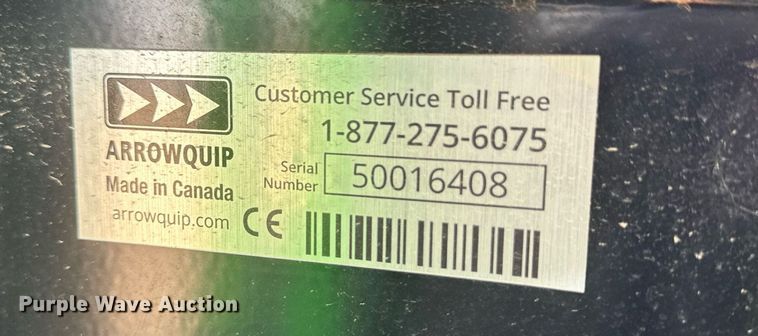 ARROWQUIP
Made in Canada
arrowquip.com
CE
Customer Service Toll Free
1-877-275-6075
Serial Number 50016408
Purple Wave Auction